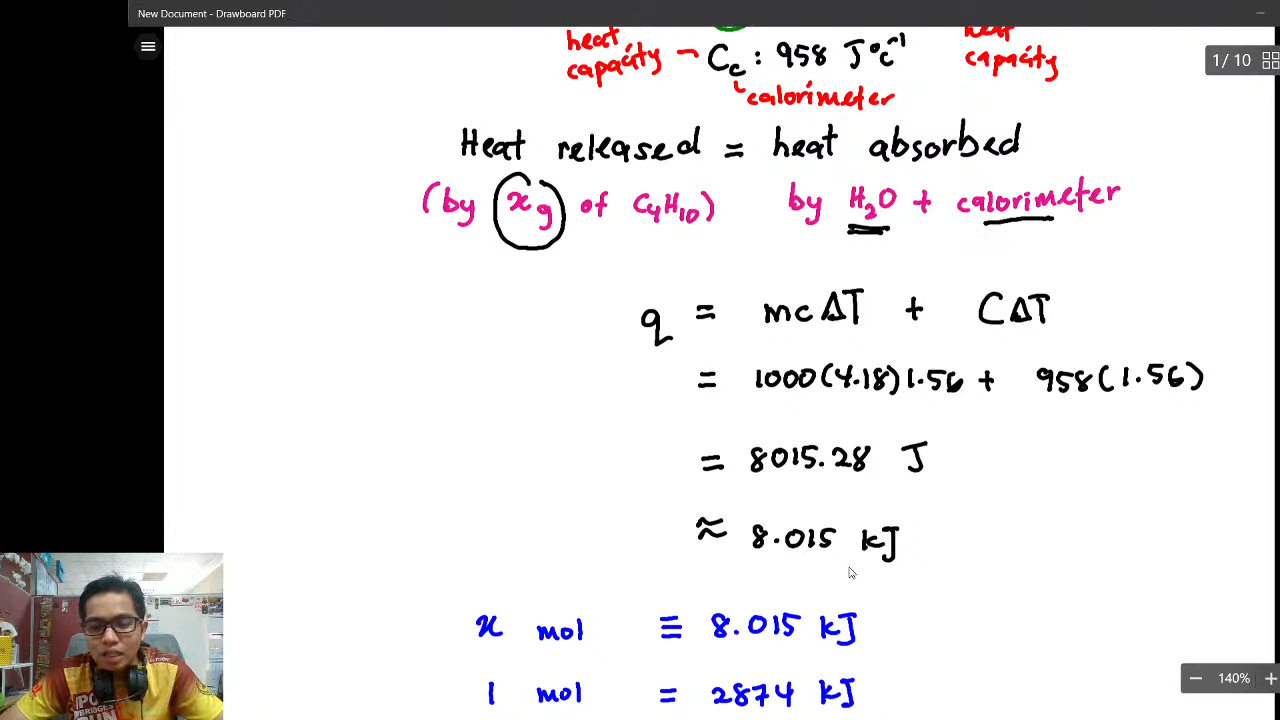 New Document - Drawboard PDF
1 / 10
heat capacity – Cc : 958 J°c⁻¹
calorimeter
capacity
Heat released = heat absorbed
(by x g of C4H10) by H2O + calorimeter
q = mcΔT + CΔT
= 1000(4.18)1.56 + 958(1.56)
= 8015.28 J
≈ 8.015 kJ
x mol ≡ 8.015 kJ
1 mol = 2874 kJ
140%